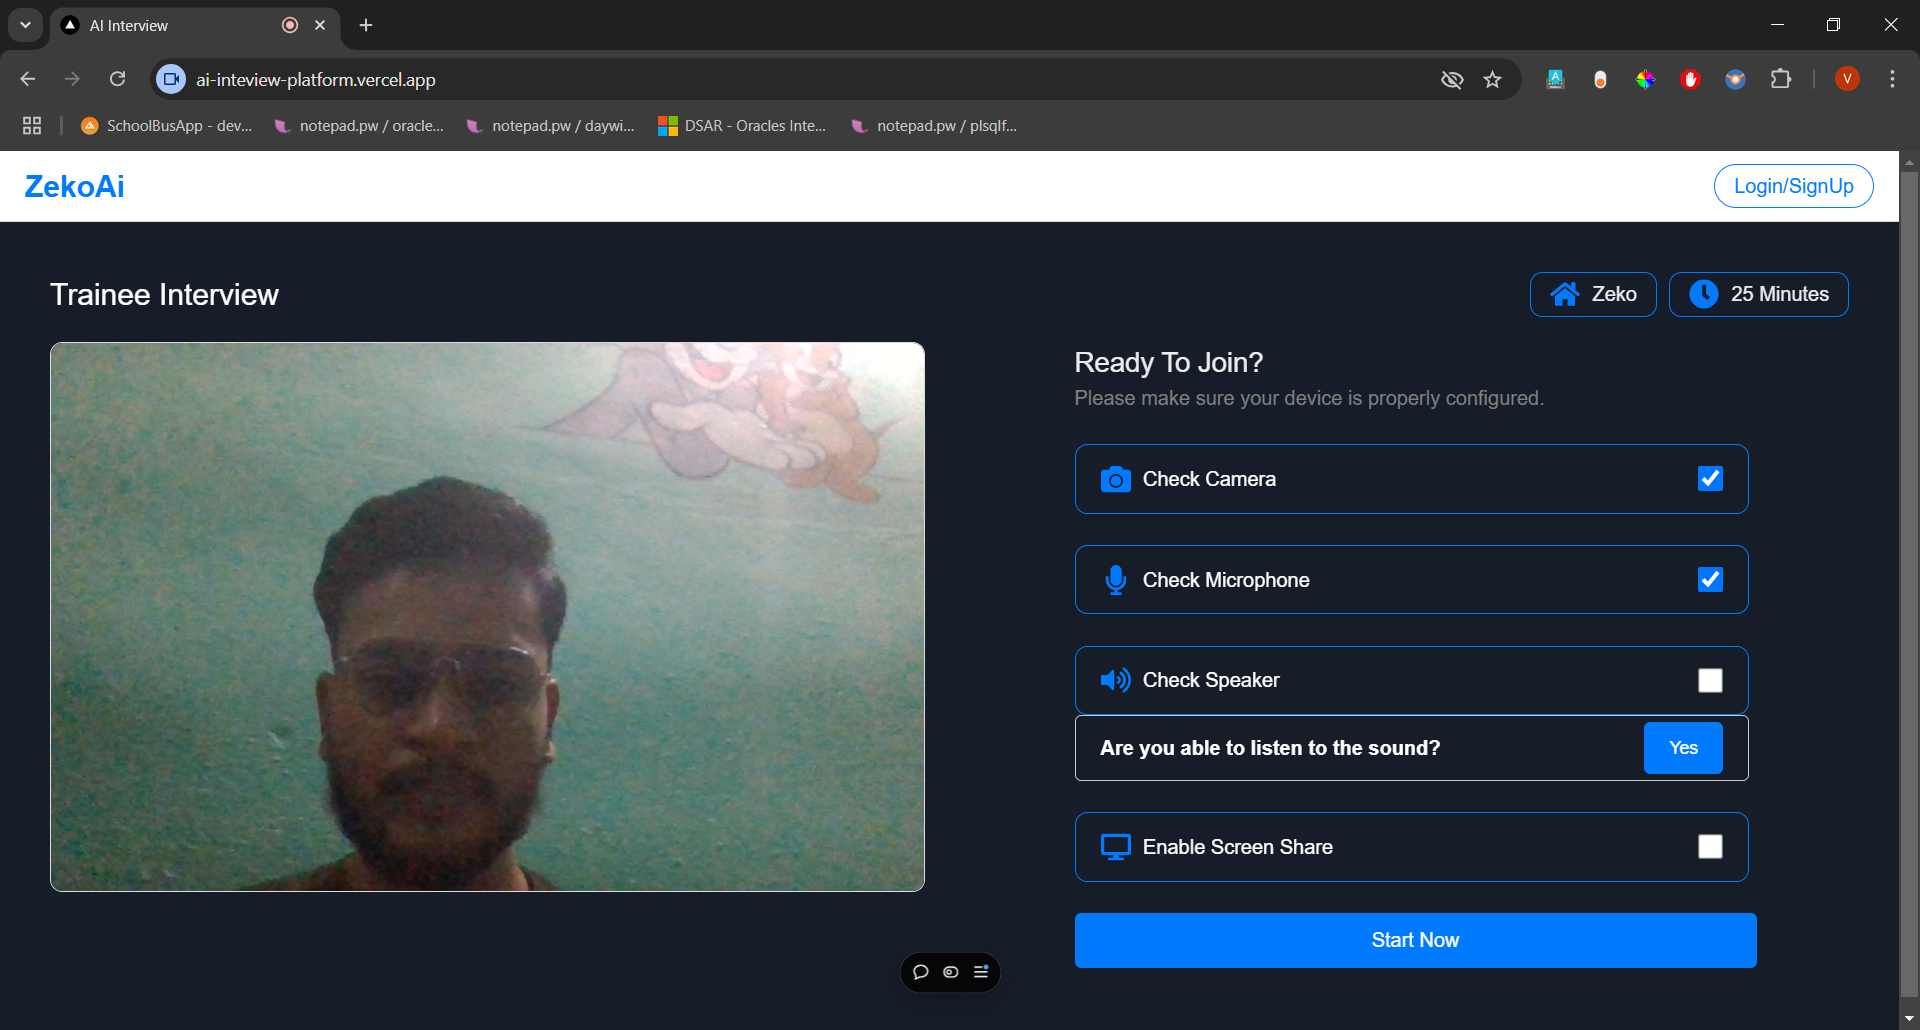 AI Interview
ai-inteview-platform.vercel.app
V
SchoolBusApp - dev...
notepad.pw / oracle...
notepad.pw / daywi...
DSAR - Oracles Inte...
notepad.pw / plsqlf...
ZekoAi
Login/SignUp
Trainee Interview
Zeko
25 Minutes
Ready To Join?
Please make sure your device is properly configured.
Check Camera
Check Microphone
Check Speaker
Are you able to listen to the sound?
Yes
Enable Screen Share
Start Now